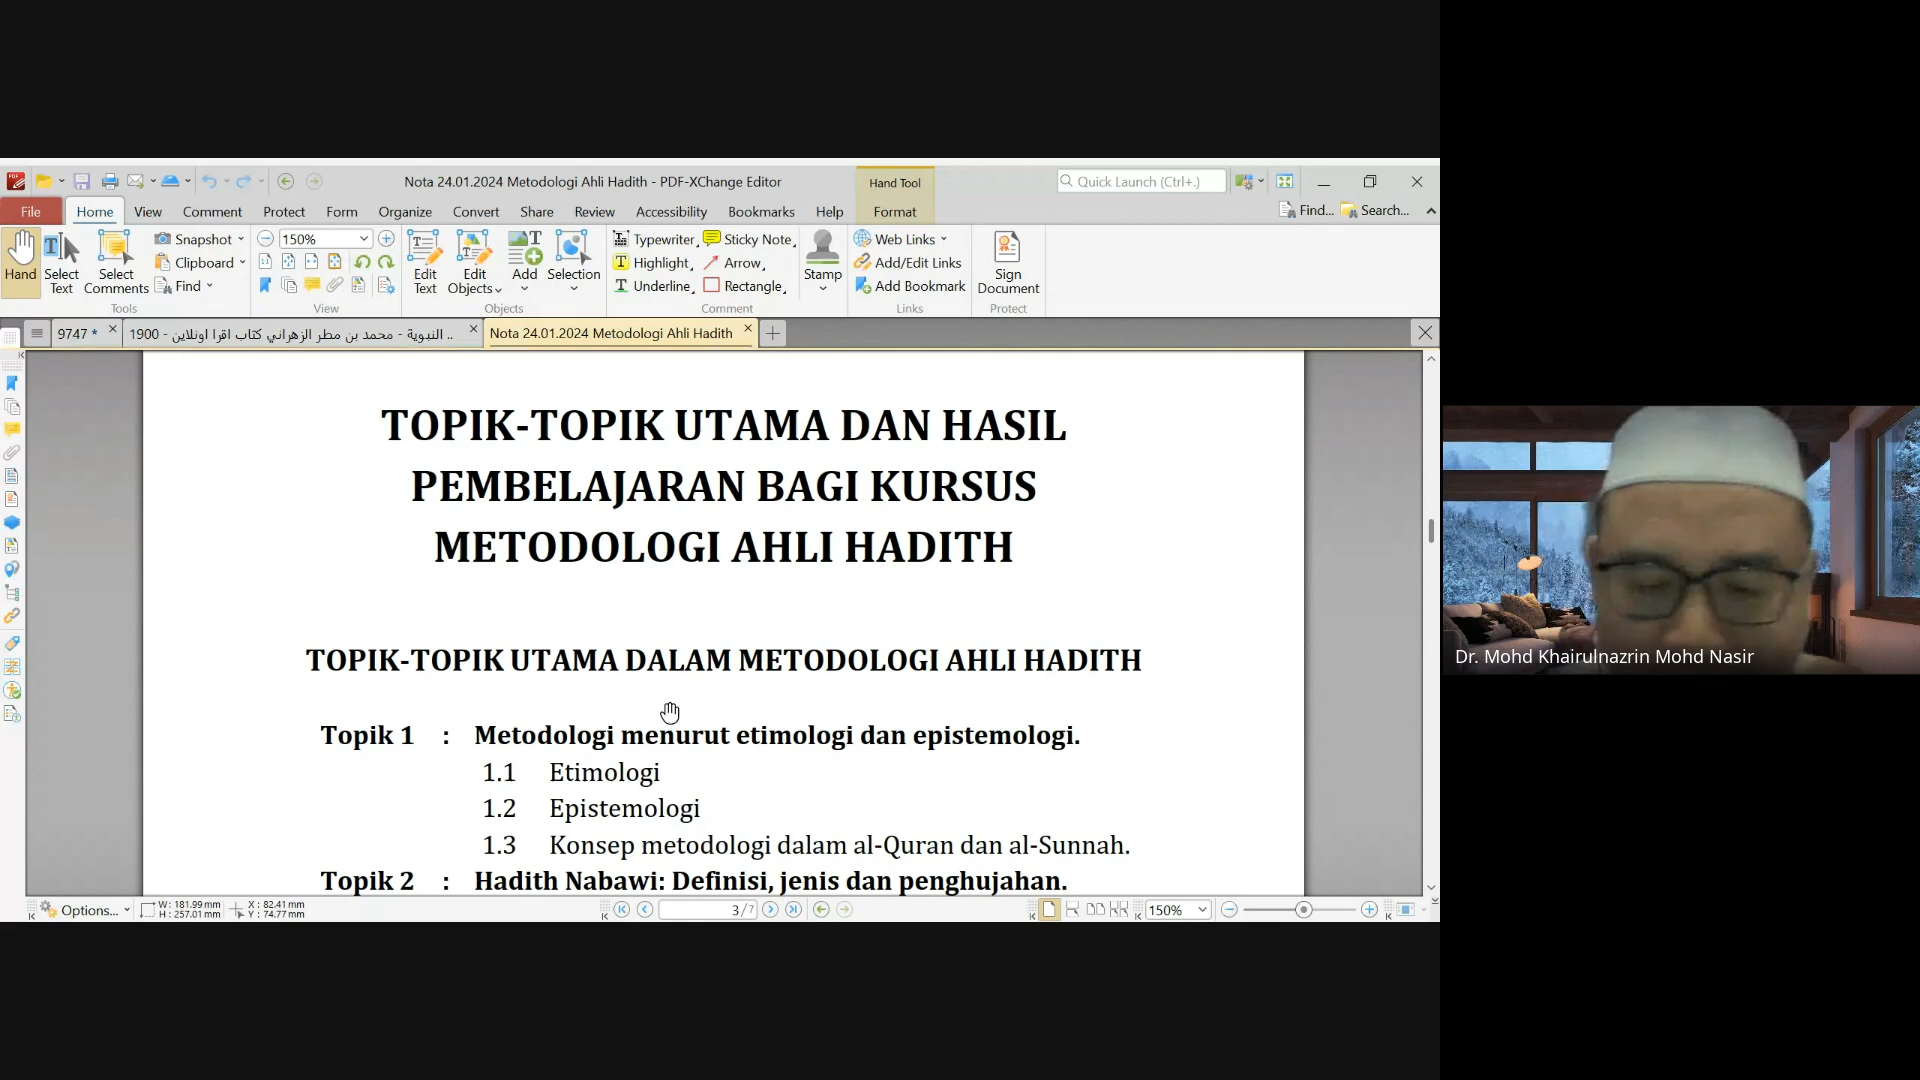 Nota 24.01.2024 Metodologi Ahli Hadith - PDF-XChange Editor
Hand Tool
Quick Launch (Ctrl+.)
File Home View Comment Protect Form Organize Convert Share Review Accessibility Bookmarks Help Format Find... Search...
Hand
Select Text
Select Comments
Snapshot
Clipboard
Find
Tools
150%
View
Edit Text
Edit Objects
Add
Selection
Objects
Typewriter
Sticky Note
Highlight
Arrow
Underline
Rectangle
Comment
Stamp
Web Links
Add/Edit Links
Add Bookmark
Links
Sign Document
Protect
9747 *
.. النبوية - محمد بن مطر الزهراني كتاب اقرا اونلاين - 1900
Nota 24.01.2024 Metodologi Ahli Hadith
TOPIK-TOPIK UTAMA DAN HASIL
PEMBELAJARAN BAGI KURSUS
METODOLOGI AHLI HADITH
TOPIK-TOPIK UTAMA DALAM METODOLOGI AHLI HADITH
Topik 1 : Metodologi menurut etimologi dan epistemologi.
1.1 Etimologi
1.2 Epistemologi
1.3 Konsep metodologi dalam al-Quran dan al-Sunnah.
Topik 2 : Hadith Nabawi: Definisi, jenis dan penghujahan.
Dr. Mohd Khairulnazrin Mohd Nasir
Options...
W: 181.99 mm
H: 257.01 mm
X: 82.41 mm
Y: 74.77 mm
3/7
150%